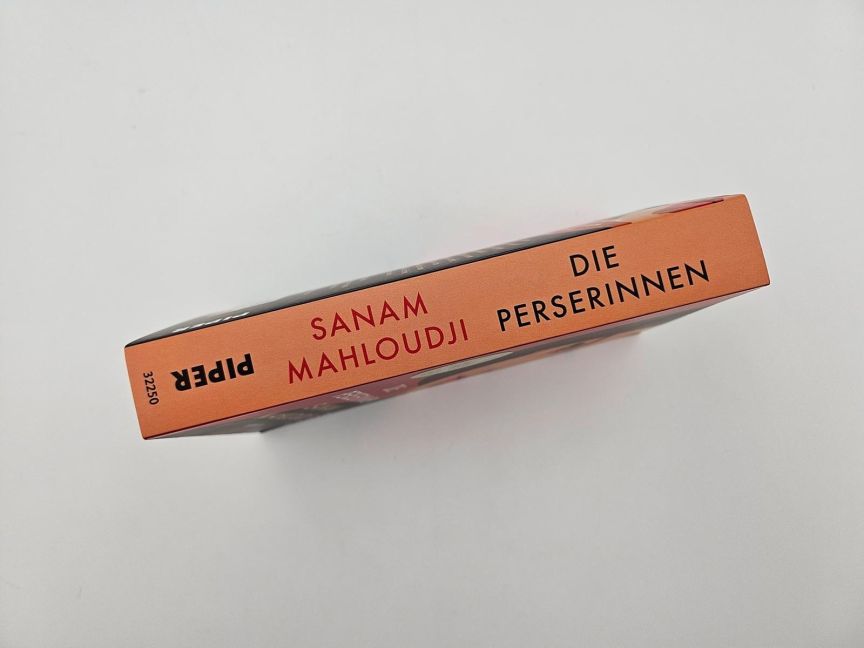 SANAM
MAHLOUDJI
DIE
PERSERINNEN
PIPER
32250